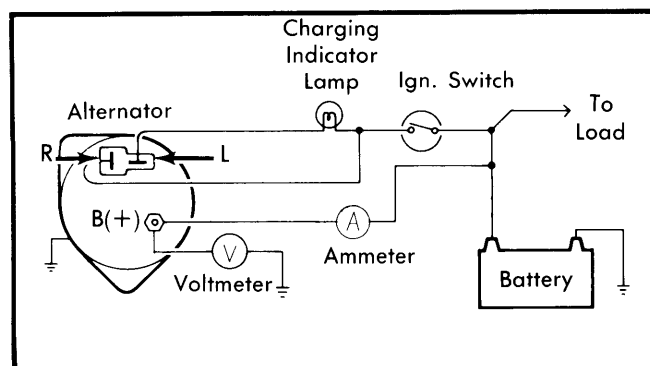 Charging
Indicator
Lamp
Ign. Switch
Alternator
To
Load
R
L
B(+)
A
Ammeter
V
Voltmeter
Battery